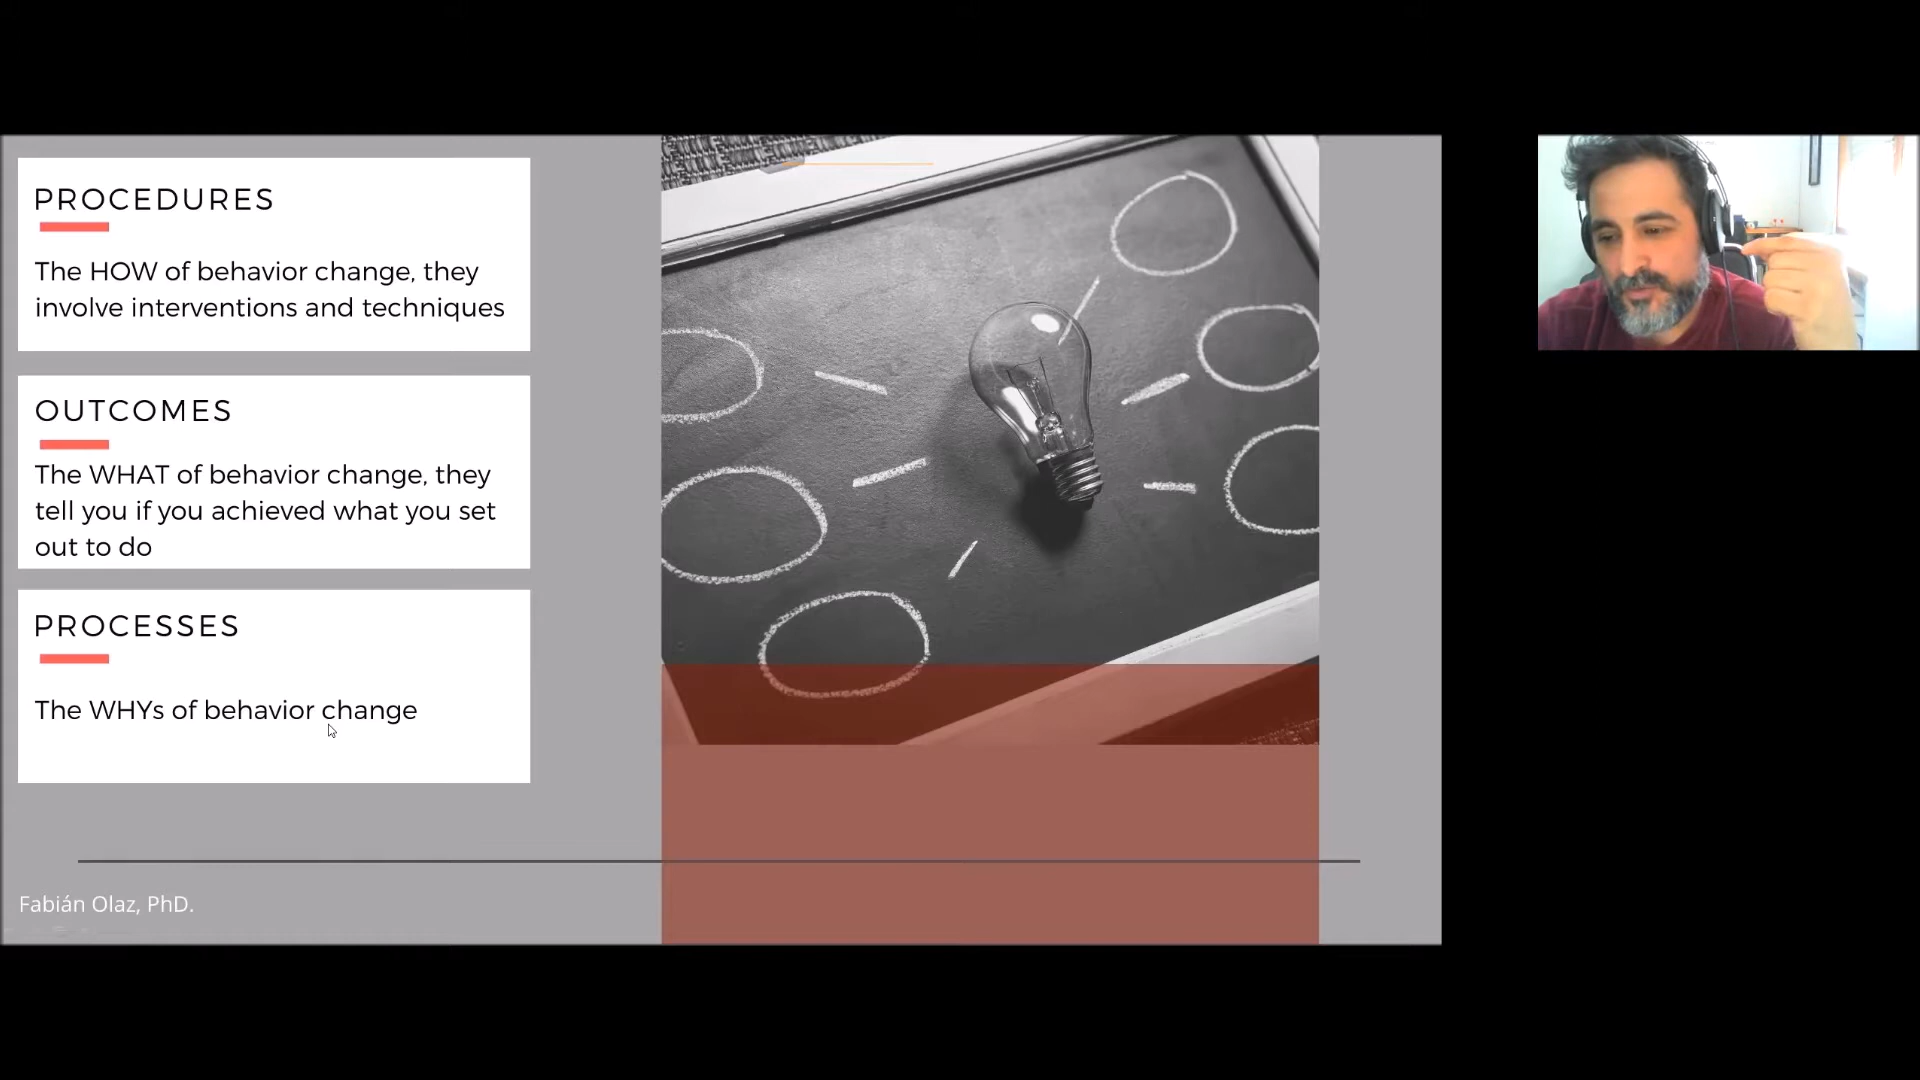 PROCEDURES
The HOW of behavior change, they
involve interventions and techniques
OUTCOMES
The WHAT of behavior change, they
tell you if you achieved what you set
out to do
PROCESSES
The WHYs of behavior change
Fabián Olaz, PhD.